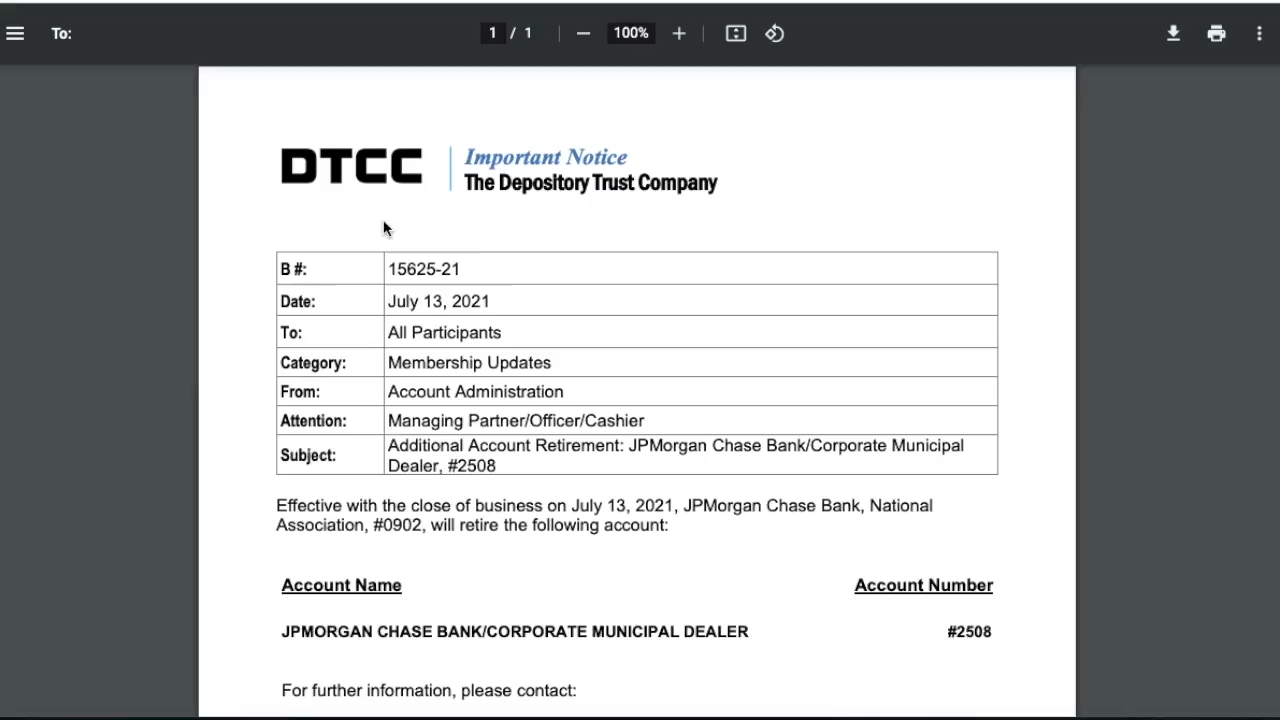 To:
1 / 1
100%
DTCC
Important Notice
The Depository Trust Company
B #: 15625-21
Date: July 13, 2021
To: All Participants
Category: Membership Updates
From: Account Administration
Attention: Managing Partner/Officer/Cashier
Subject: Additional Account Retirement: JPMorgan Chase Bank/Corporate Municipal
Dealer, #2508
Effective with the close of business on July 13, 2021, JPMorgan Chase Bank, National
Association, #0902, will retire the following account:
Account Name Account Number
JPMORGAN CHASE BANK/CORPORATE MUNICIPAL DEALER #2508
For further information, please contact: